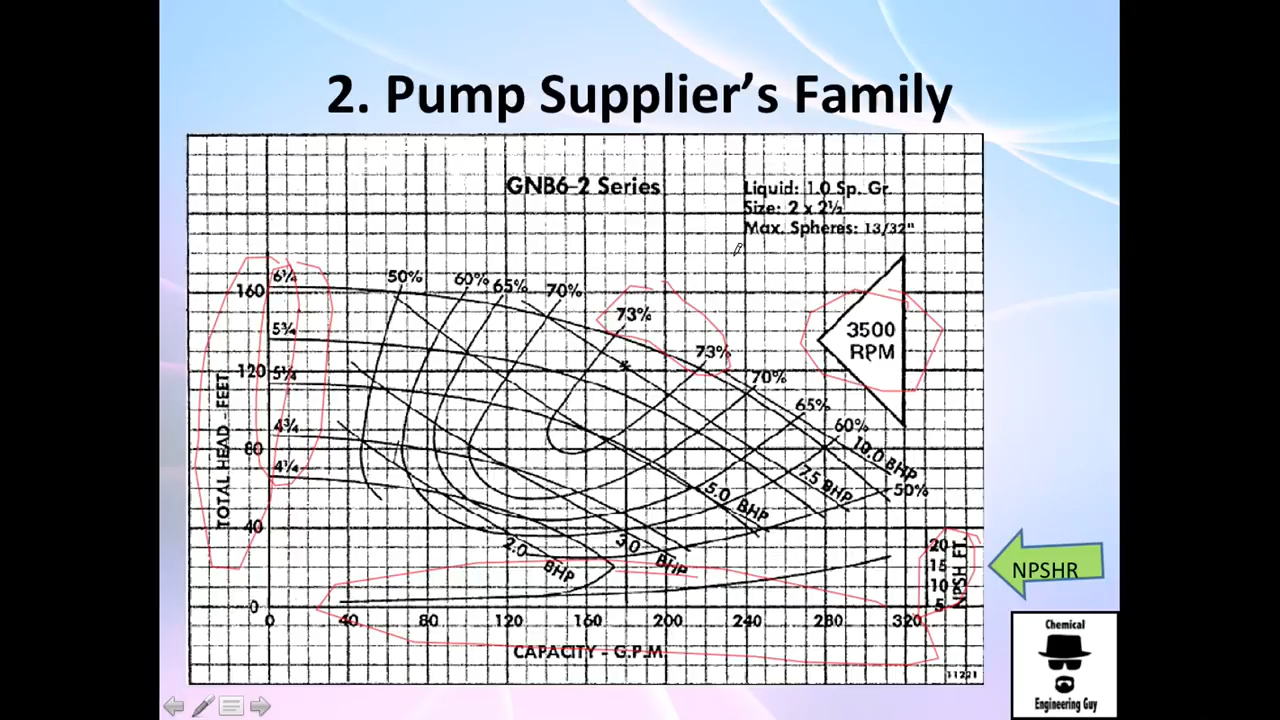 2. Pump Supplier's Family
GNB6-2 Series
Liquid: 1.0 Sp. Gr.
Size: 2 x 2½
Max. Spheres: 13/32"
3500
RPM
TOTAL HEAD - FEET
160
120
80
40
0
6¼
5¾
5¼
4¾
4¼
50%
60%
65%
70%
73%
73%
70%
65%
60%
50%
10.0 BHP
7.5 BHP
5.0 BHP
3.0 BHP
2.0 BHP
20
15
10
5
NPSH FT.
NPSHR
0 40 80 120 160 200 240 280 320
CAPACITY - G.P.M.
11221
Chemical
Engineering Guy